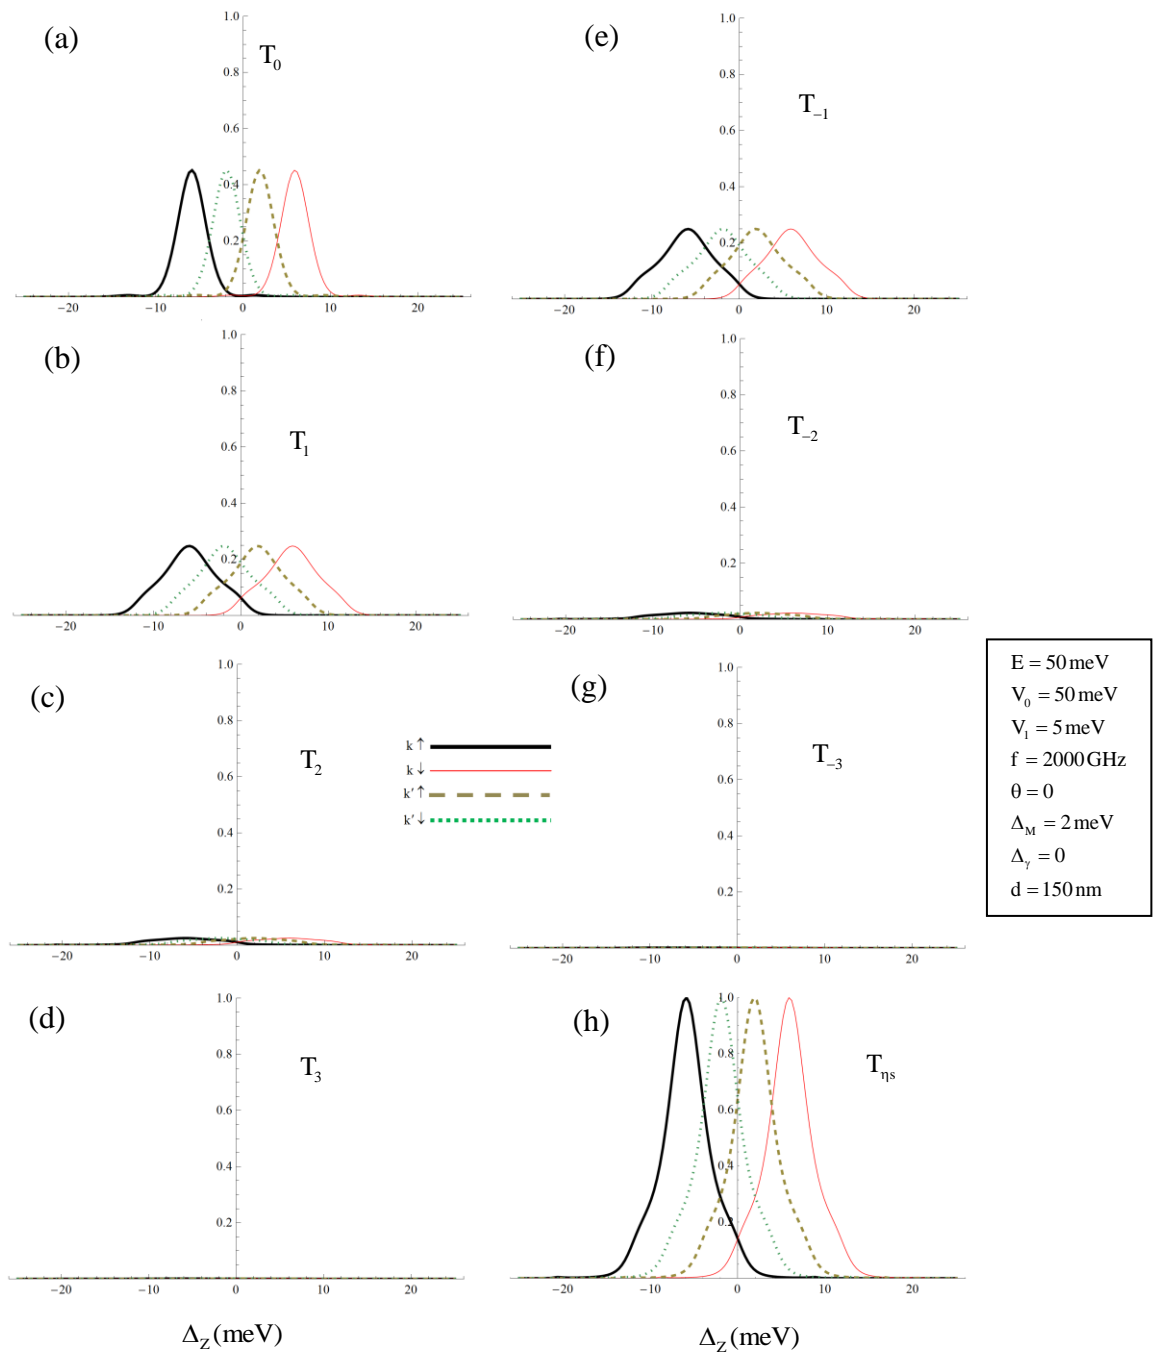 (a)
T₀
1.0
0.8
0.6
0.4
0.2
−20 −10 0 10 20
(e)
T₋₁
1.0
0.8
0.6
0.4
0.2
−20 −10 0 10 20
(b)
T₁
1.0
0.8
0.6
0.4
0.2
−20 −10 0 10 20
(f)
T₋₂
1.0
0.8
0.6
0.4
0.2
−20 −10 0 10 20
(c)
T₂
1.0
0.8
0.6
0.4
0.2
−20 −10 0 10 20
k ↑
k ↓
k′ ↑
k′ ↓
(g)
T₋₃
1.0
0.8
0.6
0.4
0.2
−20 −10 0 10 20
E = 50 meV
V₀ = 50 meV
V₁ = 5 meV
f = 2000 GHz
θ = 0
Δ_M = 2 meV
Δ_γ = 0
d = 150 nm
(d)
T₃
1.0
0.8
0.6
0.4
0.2
−20 −10 0 10 20
Δ_Z (meV)
(h)
T_ηs
1.0
0.8
0.6
0.4
0.2
−20 −10 0 10 20
Δ_Z (meV)